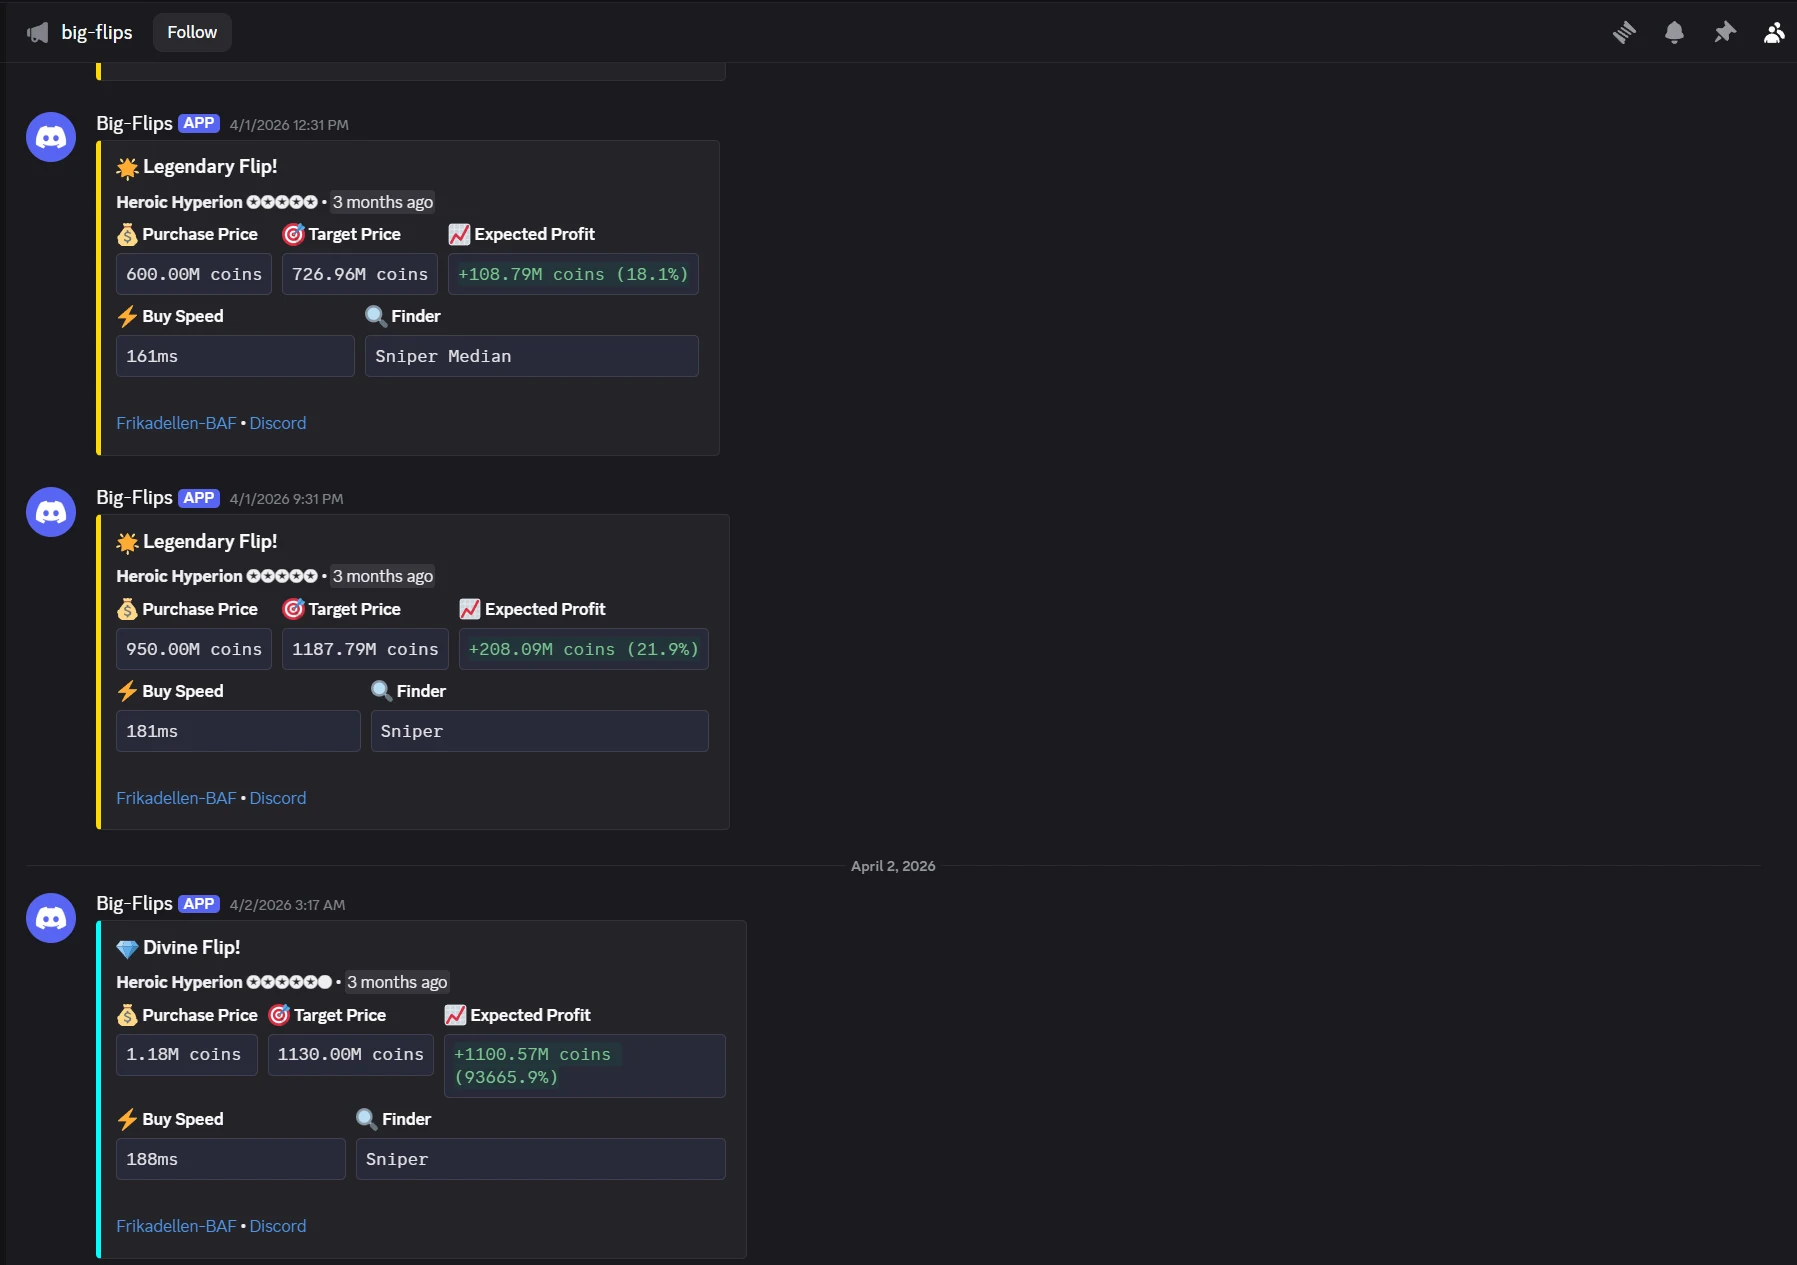 big-flips Follow
Big-Flips APP 4/1/2026 12:31 PM
Legendary Flip!
Heroic Hyperion ✪✪✪✪✪ • 3 months ago
💰 Purchase Price 🎯 Target Price 📈 Expected Profit
600.00M coins 726.96M coins +108.79M coins (18.1%)
⚡ Buy Speed 🔍 Finder
161ms Sniper Median
Frikadellen-BAF • Discord
Big-Flips APP 4/1/2026 9:31 PM
Legendary Flip!
Heroic Hyperion ✪✪✪✪✪ • 3 months ago
💰 Purchase Price 🎯 Target Price 📈 Expected Profit
950.00M coins 1187.79M coins +208.09M coins (21.9%)
⚡ Buy Speed 🔍 Finder
181ms Sniper
Frikadellen-BAF • Discord
April 2, 2026
Big-Flips APP 4/2/2026 3:17 AM
💎 Divine Flip!
Heroic Hyperion ✪✪✪✪✪● • 3 months ago
💰 Purchase Price 🎯 Target Price 📈 Expected Profit
1.18M coins 1130.00M coins +1100.57M coins
(93665.9%)
⚡ Buy Speed 🔍 Finder
188ms Sniper
Frikadellen-BAF • Discord